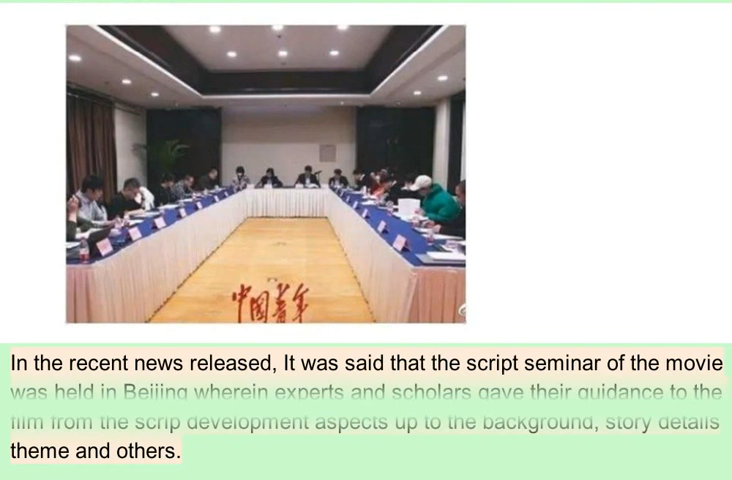 中国青年
In the recent news released, It was said that the script seminar of the movie
was held in Beijing wherein experts and scholars gave their guidance to the
film from the scrip development aspects up to the background, story details
theme and others.